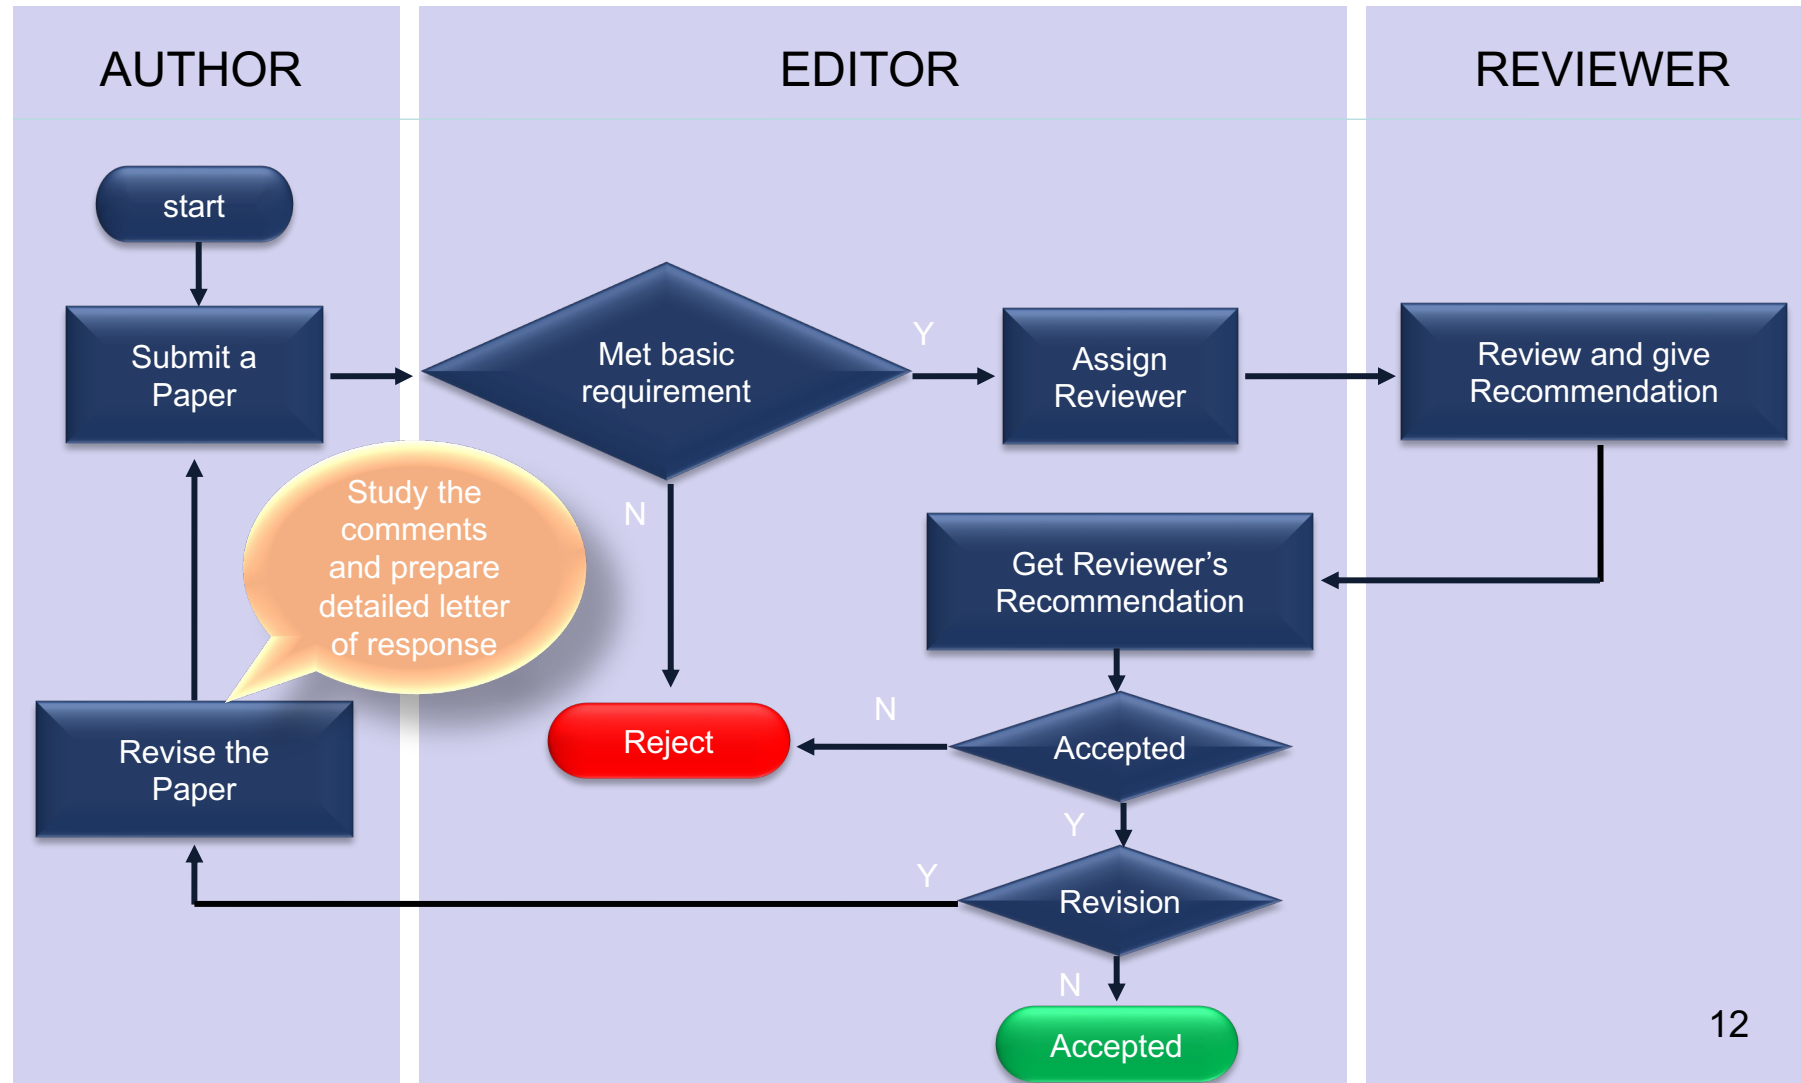 AUTHOR
EDITOR
REVIEWER
start
Submit a
Paper
Met basic
requirement
Y
Assign
Reviewer
Review and give
Recommendation
N
Study the
comments
and prepare
detailed letter
of response
Get Reviewer’s
Recommendation
Revise the
Paper
Reject
N
Accepted
Y
Y
Revision
N
Accepted
12